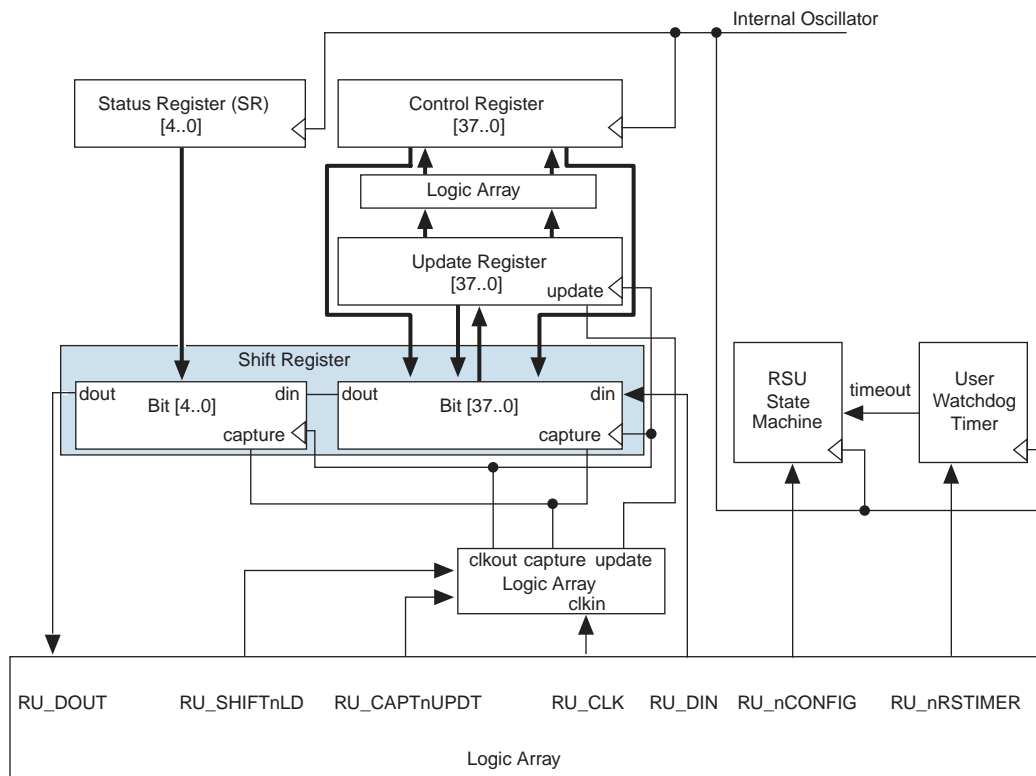 Internal Oscillator
Status Register (SR)
[4..0]
Control Register
[37..0]
Logic Array
Update Register
[37..0]
update
Shift Register
dout
din
Bit [4..0]
capture
dout
din
Bit [37..0]
capture
RSU
State
Machine
timeout
User
Watchdog
Timer
clkout capture update
Logic Array
clkin
RU_DOUT
RU_SHIFTnLD
RU_CAPTnUPDT
RU_CLK
RU_DIN
RU_nCONFIG
RU_nRSTIMER
Logic Array